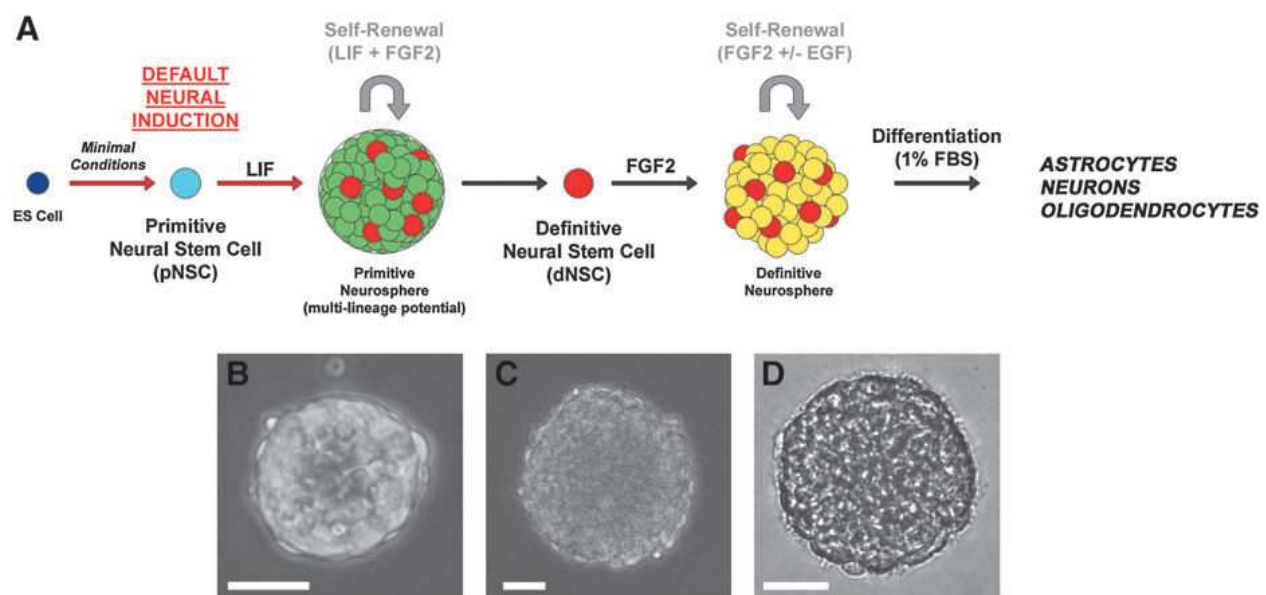 A
Self-Renewal
(LIF + FGF2)
Self-Renewal
(FGF2 +/- EGF)
DEFAULT
NEURAL
INDUCTION
Minimal
Conditions
LIF
FGF2
Differentiation
(1% FBS)
ASTROCYTES
NEURONS
OLIGODENDROCYTES
ES Cell
Primitive
Neural Stem Cell
(pNSC)
Primitive
Neurosphere
(multi-lineage potential)
Definitive
Neural Stem Cell
(dNSC)
Definitive
Neurosphere
B
C
D